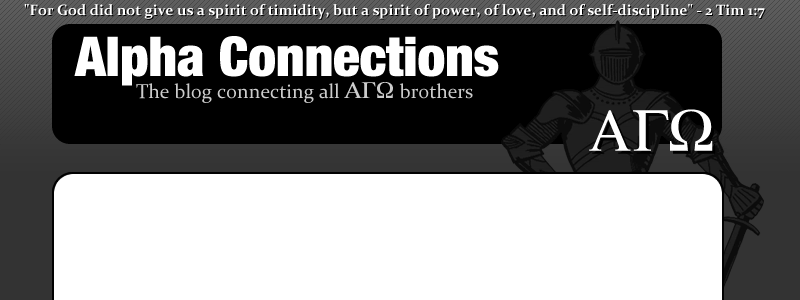 "For God did not give us a spirit of timidity, but a spirit of power, of love, and of self-discipline" - 2 Tim 1:7
Alpha Connections
The blog connecting all ΑΓΩ brothers
ΑΓΩ